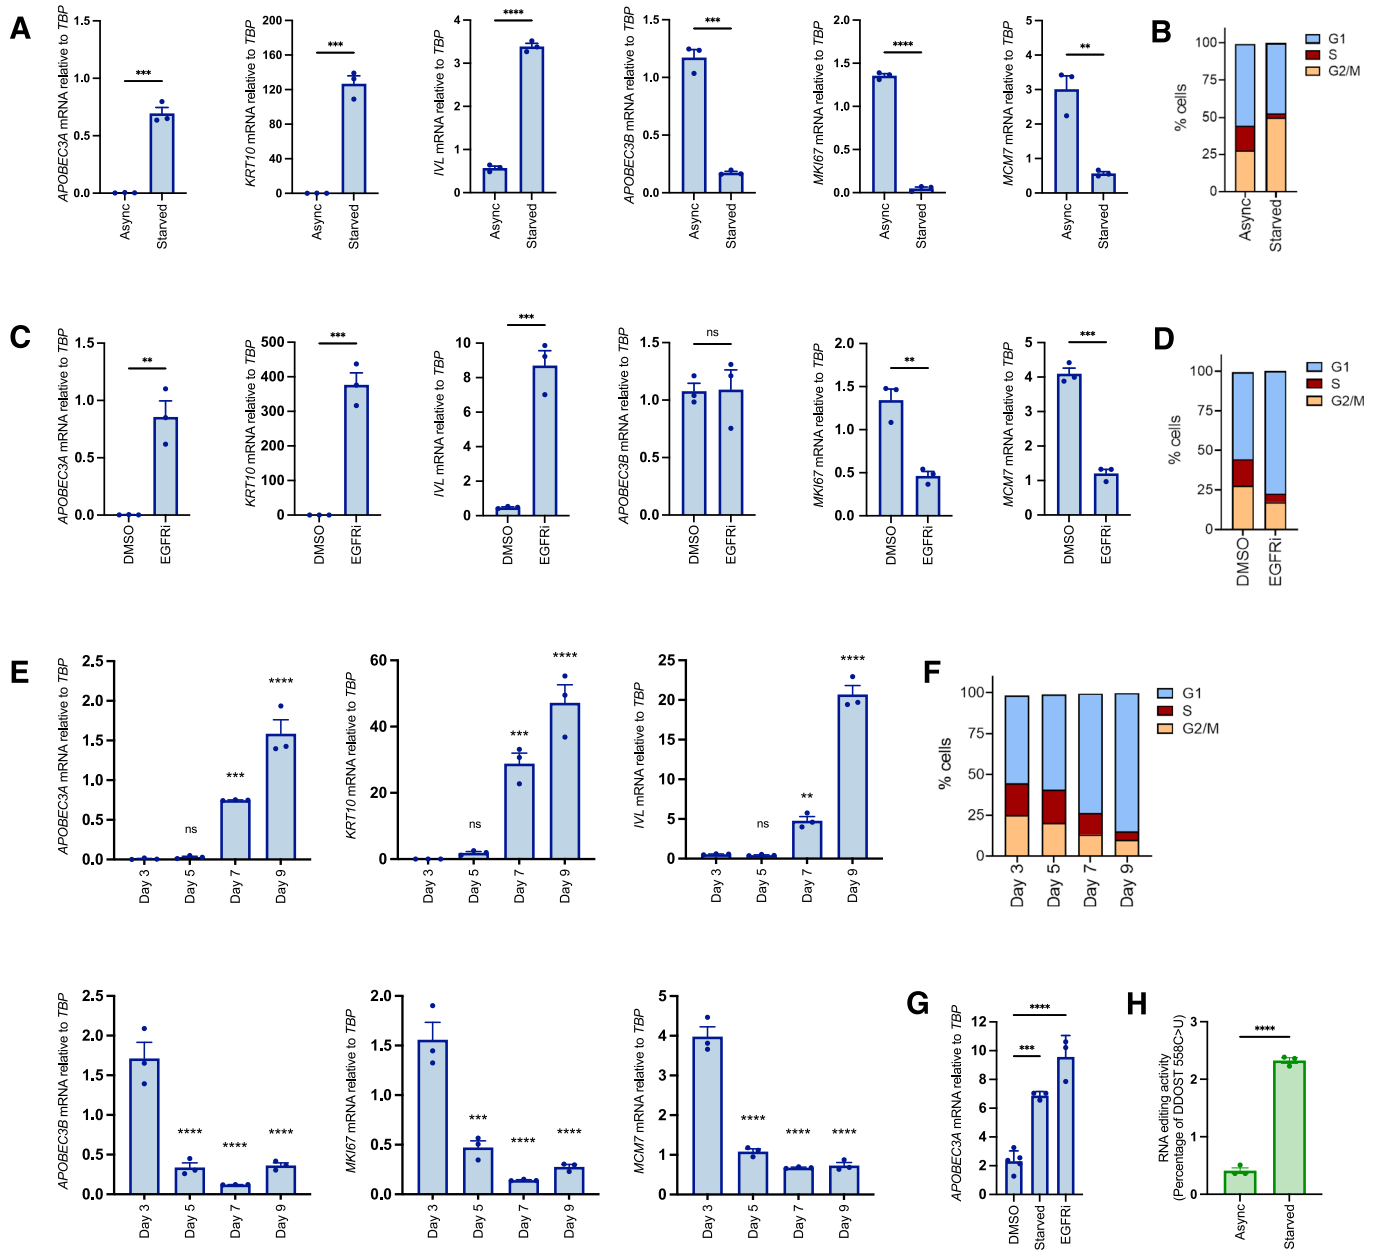 A
APOBEC3A mRNA relative to TBP
1.5
1.0
0.5
0.0
***
Async
Starved
KRT10 mRNA relative to TBP
200
160
120
80
40
0
***
Async
Starved
IVL mRNA relative to TBP
4
3
2
1
0
****
Async
Starved
APOBEC3B mRNA relative to TBP
1.5
1.0
0.5
0.0
***
Async
Starved
MKI67 mRNA relative to TBP
2.0
1.5
1.0
0.5
0.0
****
Async
Starved
MCM7 mRNA relative to TBP
5
4
3
2
1
0
**
Async
Starved
B
% cells
100
75
50
25
0
Async
Starved
G1
S
G2/M
C
APOBEC3A mRNA relative to TBP
1.5
1.0
0.5
0.0
**
DMSO
EGFRi
KRT10 mRNA relative to TBP
500
400
300
200
100
0
***
DMSO
EGFRi
IVL mRNA relative to TBP
10
8
6
4
2
0
***
DMSO
EGFRi
APOBEC3B mRNA relative to TBP
1.5
1.0
0.5
0.0
ns
DMSO
EGFRi
MKI67 mRNA relative to TBP
2.0
1.5
1.0
0.5
0.0
**
DMSO
EGFRi
MCM7 mRNA relative to TBP
5
4
3
2
1
0
***
DMSO
EGFRi
D
% cells
100
75
50
25
0
DMSO
EGFRi
G1
S
G2/M
E
APOBEC3A mRNA relative to TBP
2.5
2.0
1.5
1.0
0.5
0.0
ns
***
****
Day 3
Day 5
Day 7
Day 9
KRT10 mRNA relative to TBP
60
40
20
0
ns
***
****
Day 3
Day 5
Day 7
Day 9
IVL mRNA relative to TBP
25
20
15
10
5
0
ns
**
****
Day 3
Day 5
Day 7
Day 9
F
% cells
100
75
50
25
0
Day 3
Day 5
Day 7
Day 9
G1
S
G2/M
APOBEC3B mRNA relative to TBP
2.5
2.0
1.5
1.0
0.5
0.0
****
****
****
Day 3
Day 5
Day 7
Day 9
MKI67 mRNA relative to TBP
2.0
1.5
1.0
0.5
0.0
***
****
****
Day 3
Day 5
Day 7
Day 9
MCM7 mRNA relative to TBP
5
4
3
2
1
0
****
****
****
Day 3
Day 5
Day 7
Day 9
G
APOBEC3A mRNA relative to TBP
12
10
8
6
4
2
0
****
***
DMSO
Starved
EGFRi
H
RNA editing activity
(Percentage of DDOST 558C>U)
3
2
1
0
****
Async
Starved